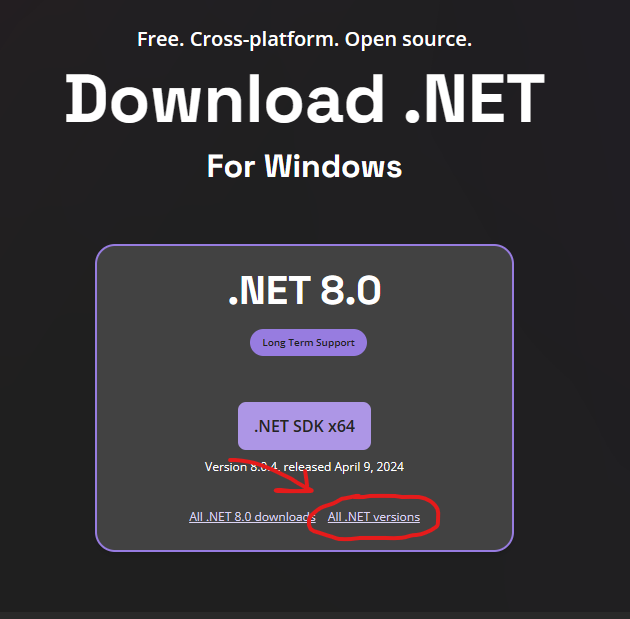 Free. Cross-platform. Open source.
Download .NET
For Windows
.NET 8.0
Long Term Support
.NET SDK x64
Version 8.0.4, released April 9, 2024
All .NET 8.0 downloads All .NET versions